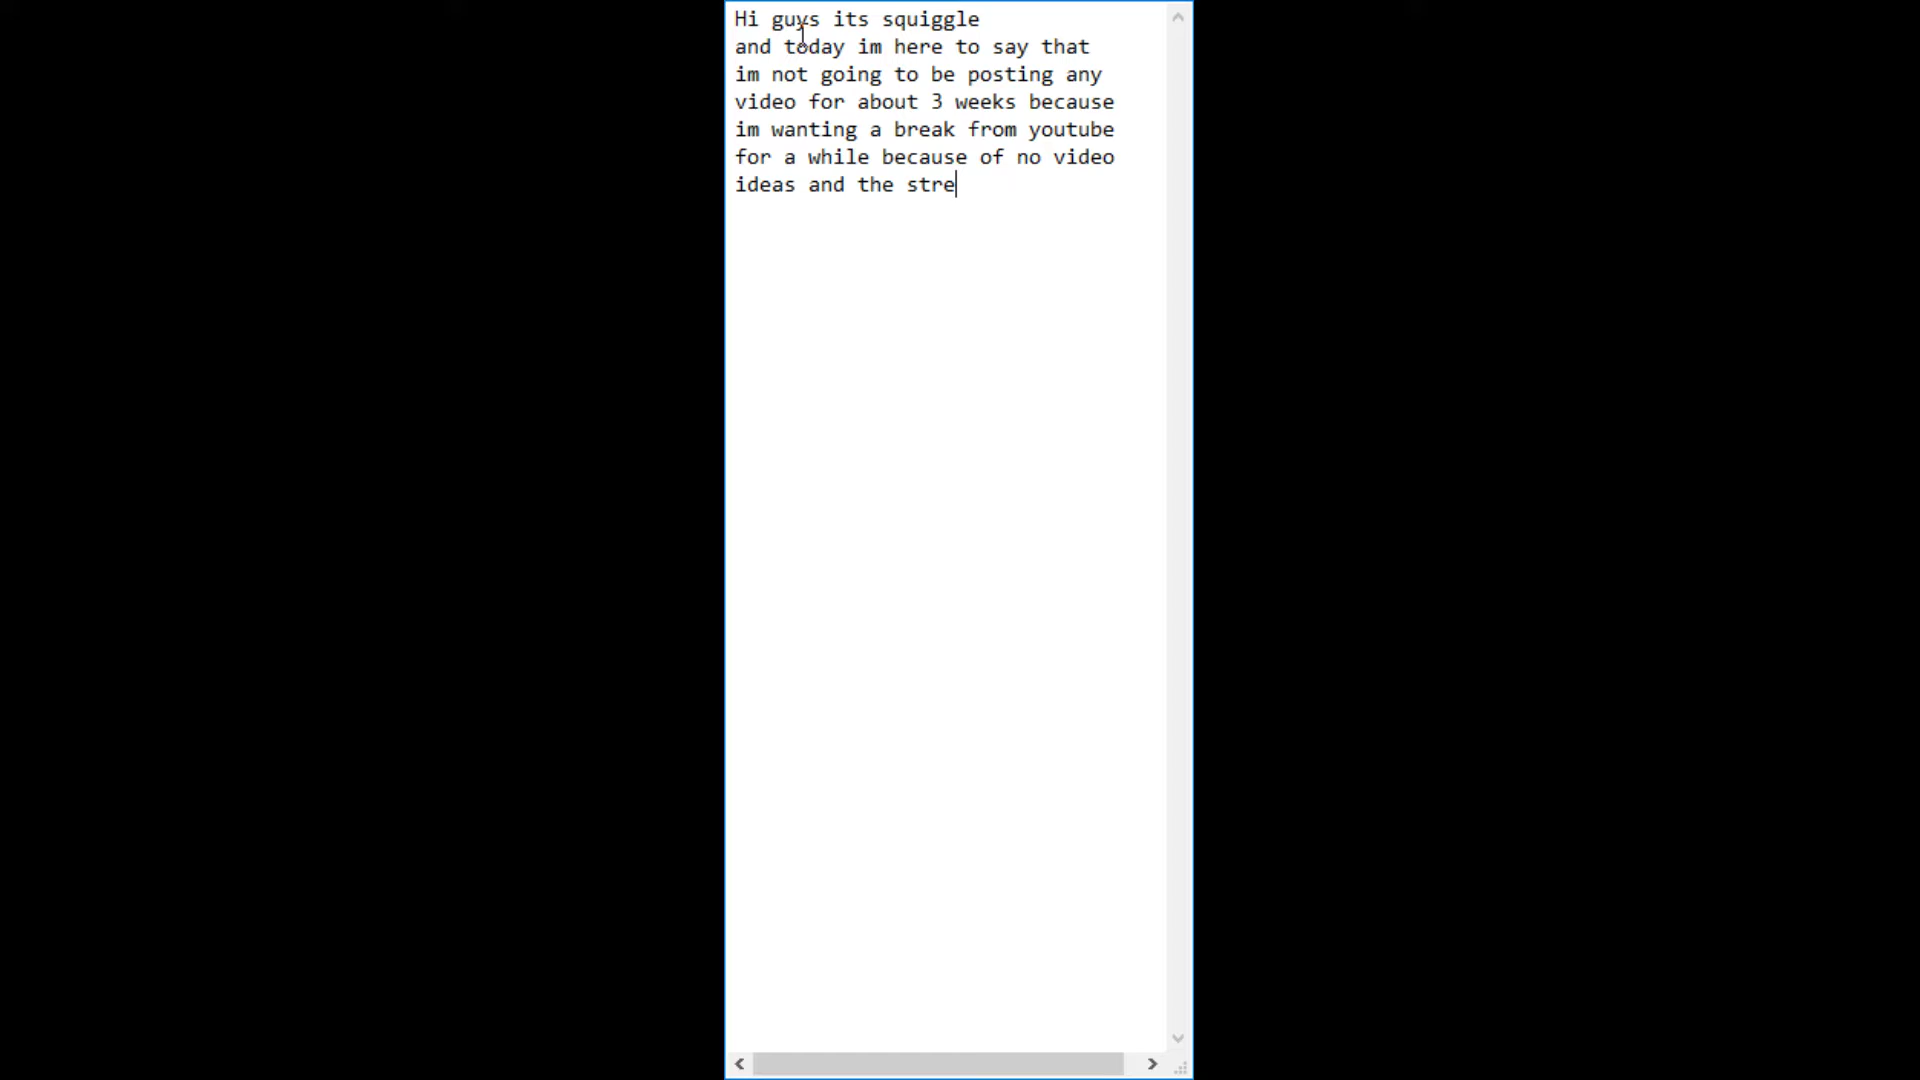 Hi guys its squiggle
and today im here to say that
im not going to be posting any
video for about 3 weeks because
im wanting a break from youtube
for a while because of no video
ideas and the stre